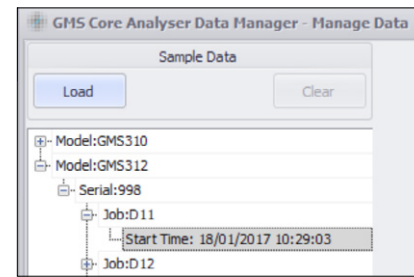 GMS Core Analyser Data Manager - Manage Data
Sample Data
Load
Clear
Model:GMS310
Model:GMS312
Serial:998
Job:D11
Start Time: 18/01/2017 10:29:03
Job:D12